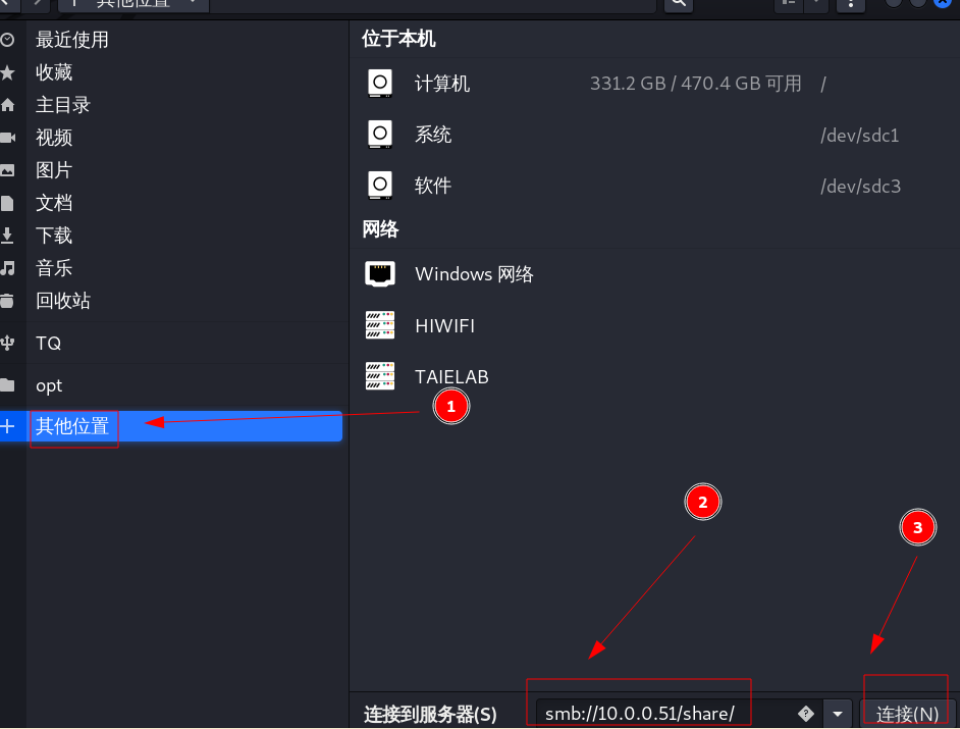 其他位置
最近使用
收藏
主目录
视频
图片
文档
下载
音乐
回收站
TQ
opt
其他位置
位于本机
计算机 331.2 GB / 470.4 GB 可用 /
系统 /dev/sdc1
软件 /dev/sdc3
网络
Windows 网络
HIWIFI
TAIELAB
1
2
3
连接到服务器(S) smb://10.0.0.51/share/ 连接(N)